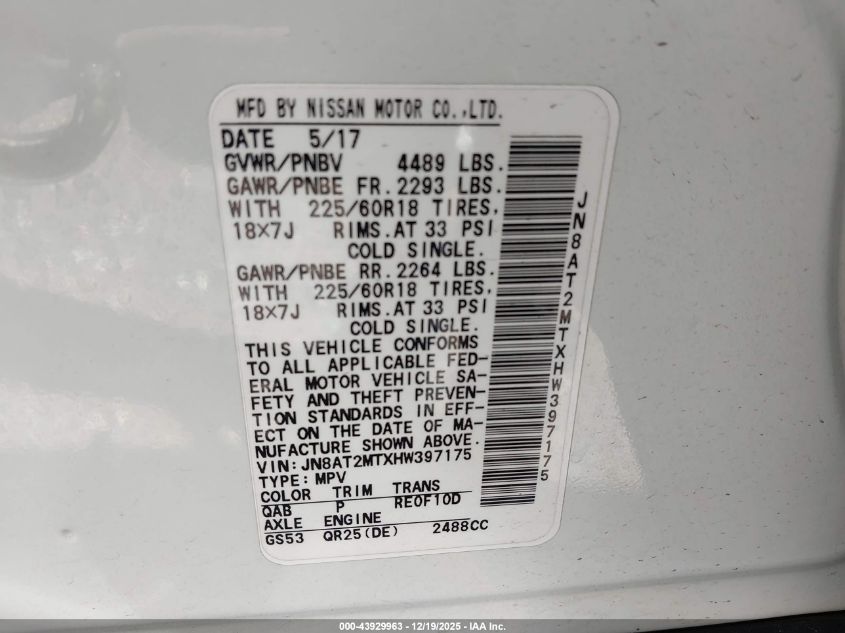 MFD BY NISSAN MOTOR CO.,LTD.
DATE 5/17
GVWR/PNBV 4489 LBS.
GAWR/PNBE FR. 2293 LBS.
WITH 225/60R18 TIRES,
18×7J RIMS.AT 33 PSI
COLD SINGLE.
GAWR/PNBE RR. 2264 LBS.
WITH 225/60R18 TIRES,
18×7J RIMS.AT 33 PSI
COLD SINGLE.
THIS VEHICLE CONFORMS
TO ALL APPLICABLE FED-
ERAL MOTOR VEHICLE SA-
FETY AND THEFT PREVEN-
TION STANDARDS IN EFF-
ECT ON THE DATE OF MA-
NUFACTURE SHOWN ABOVE.
VIN: JN8AT2MTXHW397175
TYPE: MPV
COLOR TRIM TRANS
QAB P RE0F10D
AXLE ENGINE
GS53 QR25(DE) 2488CC
JN8AT2MTXHW397175
000-43929963 - 12/19/2025 - IAA Inc.